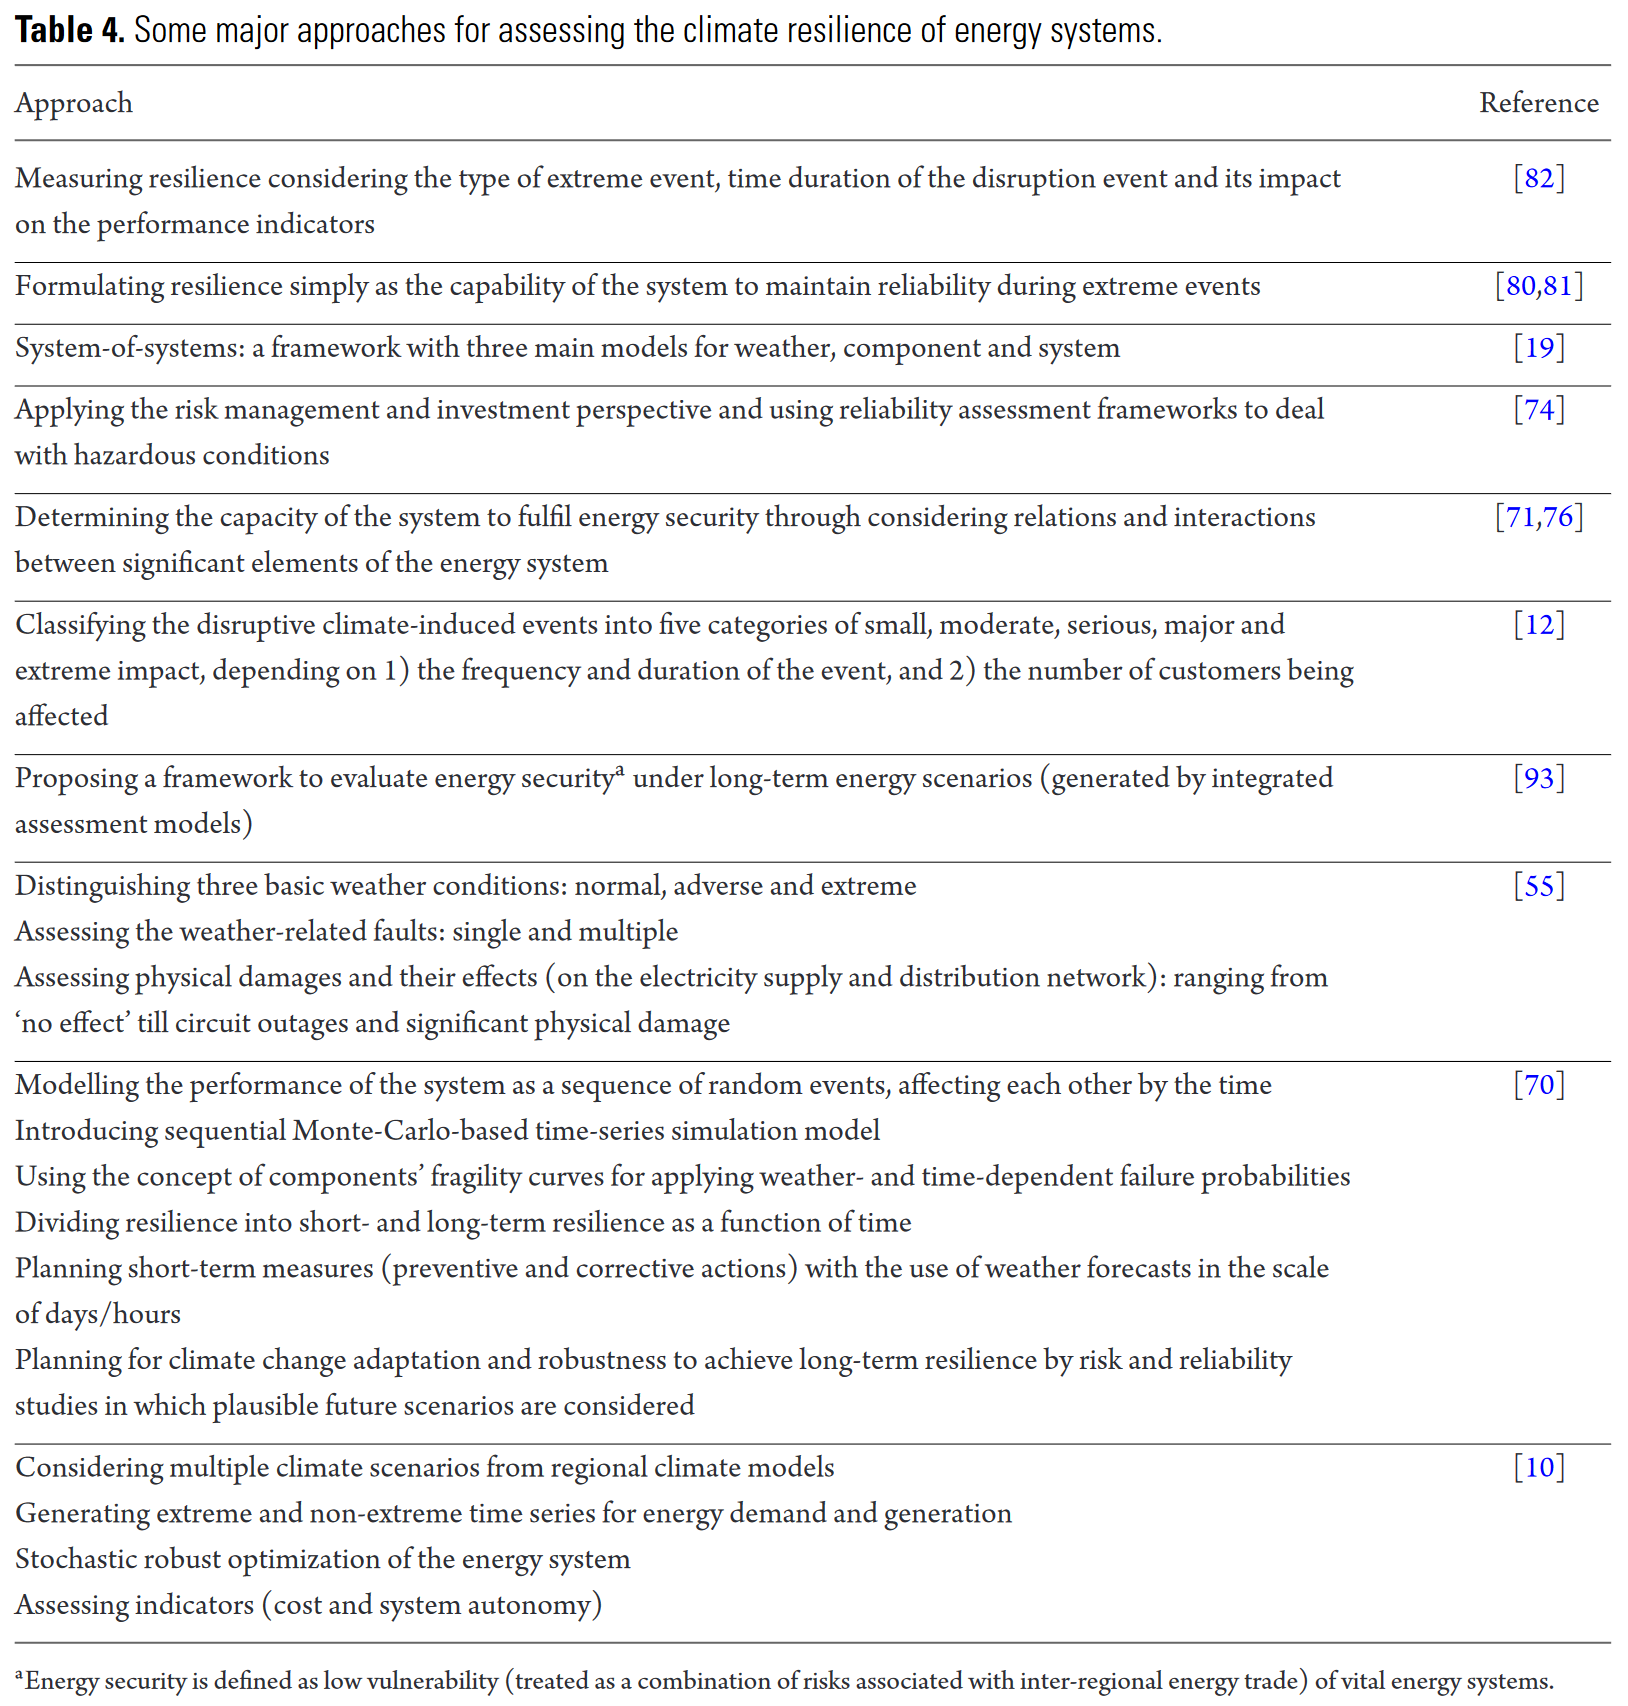 Table 4. Some major approaches for assessing the climate resilience of energy systems.
Approach Reference
Measuring resilience considering the type of extreme event, time duration of the disruption event and its impact [82]
on the performance indicators
Formulating resilience simply as the capability of the system to maintain reliability during extreme events [80,81]
System-of-systems: a framework with three main models for weather, component and system [19]
Applying the risk management and investment perspective and using reliability assessment frameworks to deal [74]
with hazardous conditions
Determining the capacity of the system to fulfil energy security through considering relations and interactions [71,76]
between significant elements of the energy system
Classifying the disruptive climate-induced events into five categories of small, moderate, serious, major and [12]
extreme impact, depending on 1) the frequency and duration of the event, and 2) the number of customers being
affected
Proposing a framework to evaluate energy securityᵃ under long-term energy scenarios (generated by integrated [93]
assessment models)
Distinguishing three basic weather conditions: normal, adverse and extreme [55]
Assessing the weather-related faults: single and multiple
Assessing physical damages and their effects (on the electricity supply and distribution network): ranging from
‘no effect’ till circuit outages and significant physical damage
Modelling the performance of the system as a sequence of random events, affecting each other by the time [70]
Introducing sequential Monte-Carlo-based time-series simulation model
Using the concept of components’ fragility curves for applying weather- and time-dependent failure probabilities
Dividing resilience into short- and long-term resilience as a function of time
Planning short-term measures (preventive and corrective actions) with the use of weather forecasts in the scale
of days/hours
Planning for climate change adaptation and robustness to achieve long-term resilience by risk and reliability
studies in which plausible future scenarios are considered
Considering multiple climate scenarios from regional climate models [10]
Generating extreme and non-extreme time series for energy demand and generation
Stochastic robust optimization of the energy system
Assessing indicators (cost and system autonomy)
ᵃEnergy security is defined as low vulnerability (treated as a combination of risks associated with inter-regional energy trade) of vital energy systems.